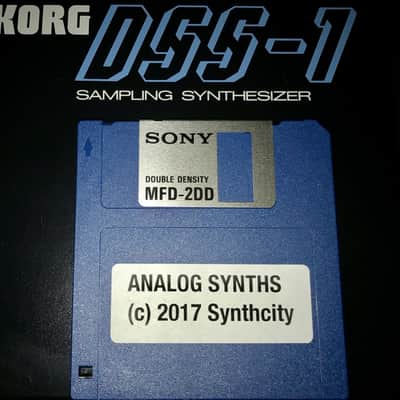 KORG DSS-1
SAMPLING SYNTHESIZER
SONY
DOUBLE DENSITY
MFD-2DD
ANALOG SYNTHS
(c) 2017 Synthcity